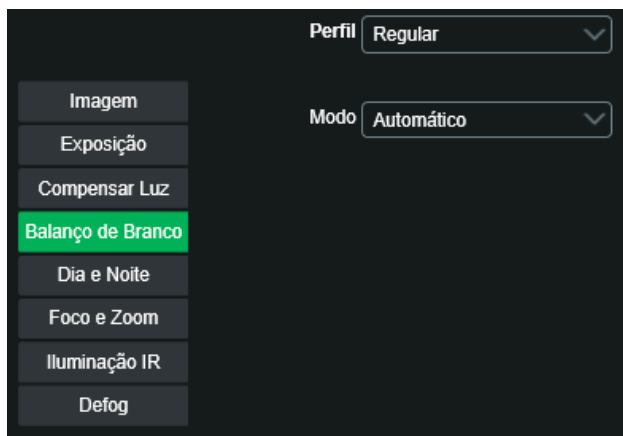 Perfil Regular
Imagem
Modo Automático
Exposição
Compensar Luz
Balanço de Branco
Dia e Noite
Foco e Zoom
Iluminação IR
Defog